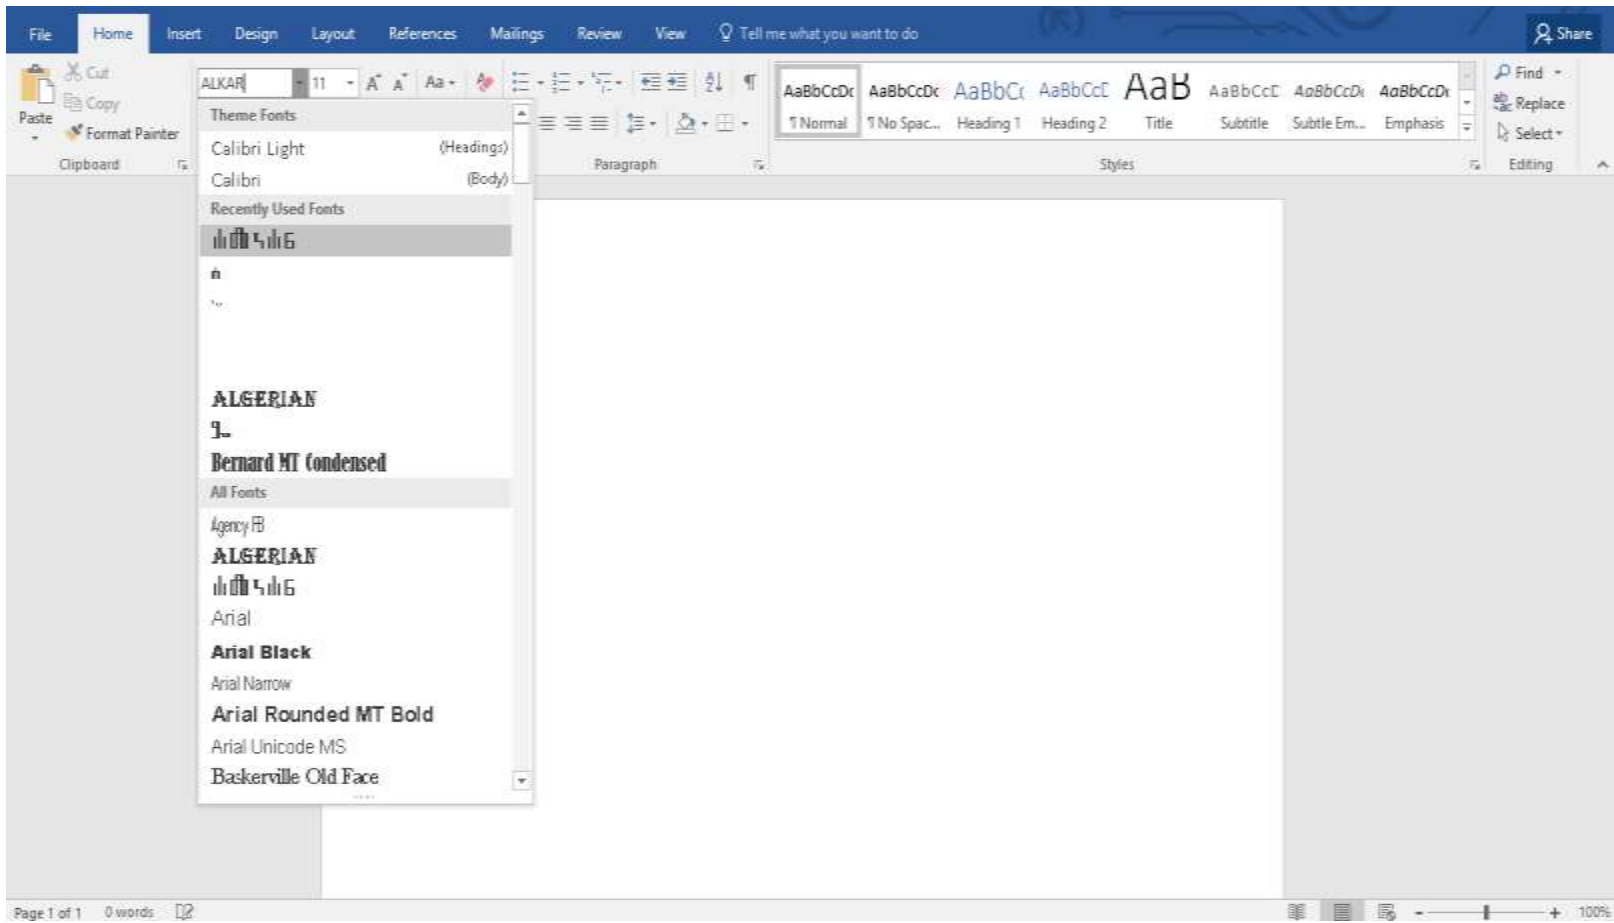 File Home Insert Design Layout References Mailings Review View Tell me what you want to do Share
Cut
Copy
Format Painter
Paste
Clipboard
ALKAR 11 Aa
Paragraph
AaBbCcDc AaBbCcDc AaBbCc AaBbCcE AaB AaBbCcE AaBbCcDc AaBbCcDc
¶ Normal ¶ No Spac... Heading 1 Heading 2 Title Subtitle Subtle Em... Emphasis
Styles
Find
Replace
Select
Editing
Theme Fonts
Calibri Light (Headings)
Calibri (Body)
Recently Used Fonts
ALGERIAN
Bernard MT Condensed
All Fonts
Agency FB
ALGERIAN
Arial
Arial Black
Arial Narrow
Arial Rounded MT Bold
Arial Unicode MS
Baskerville Old Face
Page 1 of 1 0 words 100%